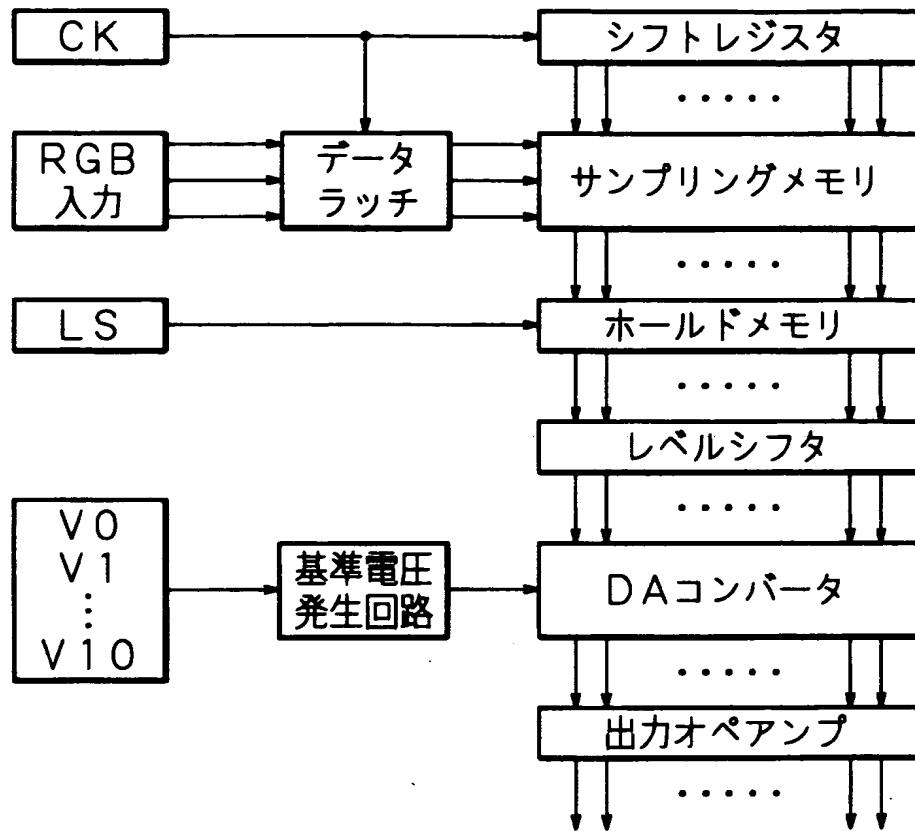 CK
シフトレジスタ
・・・・・
RGB
入力
データ
ラッチ
サンプリングメモリ
・・・・・
LS
ホールドメモリ
・・・・・
レベルシフタ
・・・・・
V0
V1
⋮
V10
基準電圧
発生回路
DAコンバータ
・・・・・
出力オペアンプ
・・・・・